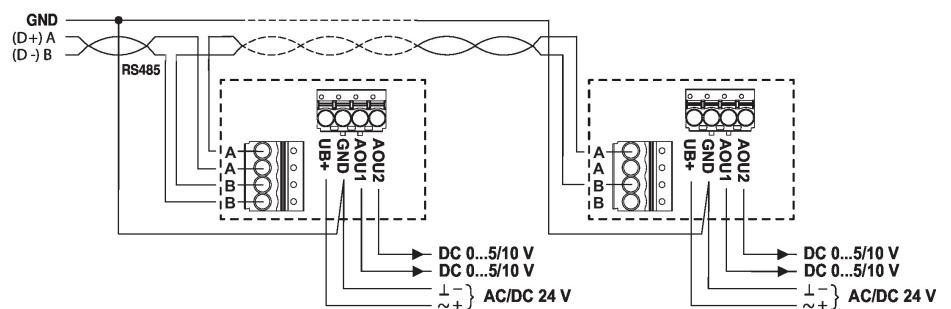 GND
(D+) A
(D -) B
RS485
A
A
B
B
UB+
GND
AOU1
AOU2
A
A
B
B
UB+
GND
AOU1
AOU2
DC 0...5/10 V
DC 0...5/10 V
⊥ –
~ +
} AC/DC 24 V
DC 0...5/10 V
DC 0...5/10 V
⊥ –
~ +
} AC/DC 24 V